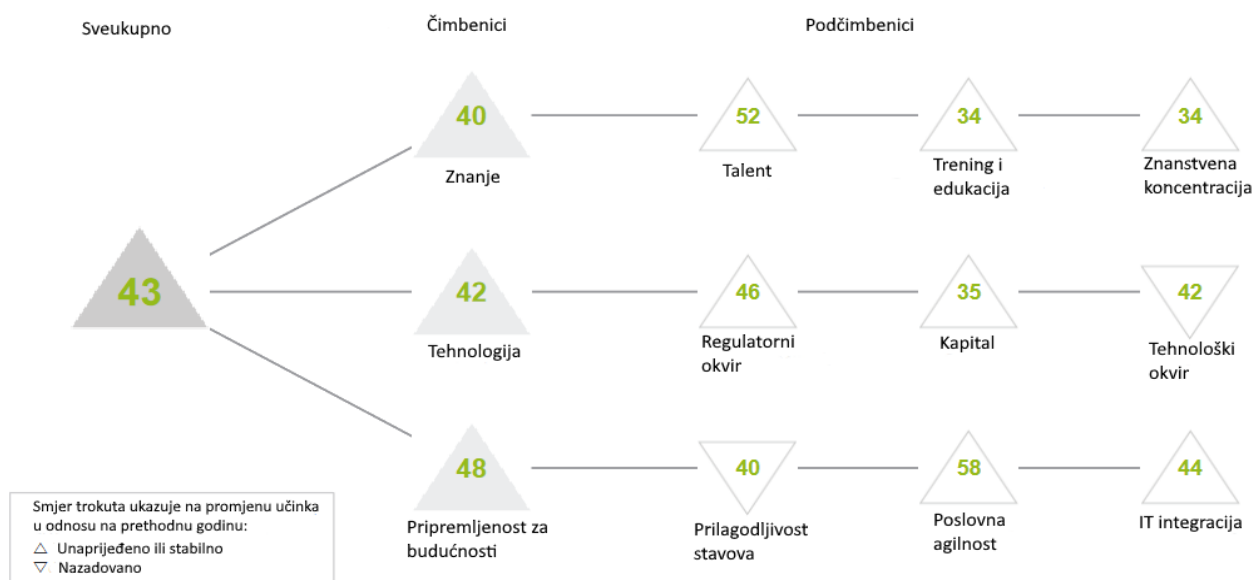 Sveukupno
Čimbenici
Podčimbenici
40
52
34
34
Znanje
Talent
Trening i
edukacija
Znanstvena
koncentracija
43
42
46
35
42
Tehnologija
Regulatorni
okvir
Kapital
Tehnološki
okvir
48
40
58
44
Pripremljenost za
budućnosti
Prilagodljivost
stavova
Poslovna
agilnost
IT integracija
Smjer trokuta ukazuje na promjenu učinka
u odnosu na prethodnu godinu:
Unaprijeđeno ili stabilno
Nazadovano